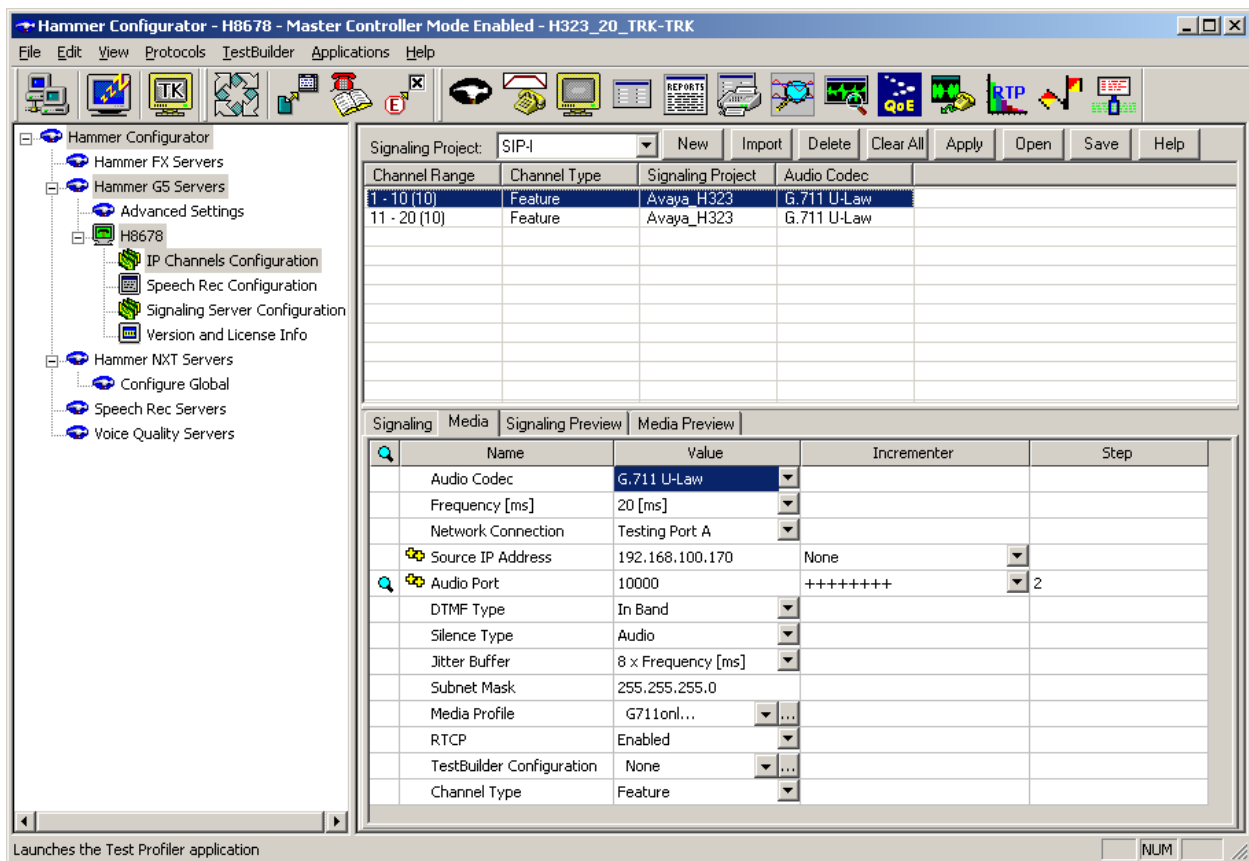 Hammer Configurator - H8678 - Master Controller Mode Enabled - H323_20_TRK-TRK
File Edit View Protocols TestBuilder Applications Help
TK E REPORTS QoE RTP
Hammer Configurator
Hammer FX Servers
Hammer G5 Servers
Advanced Settings
H8678
IP Channels Configuration
Speech Rec Configuration
Signaling Server Configuration
Version and License Info
Hammer NXT Servers
Configure Global
Speech Rec Servers
Voice Quality Servers
Signaling Project: SIP-I New Import Delete Clear All Apply Open Save Help
Channel Range Channel Type Signaling Project Audio Codec
1 - 10 (10) Feature Avaya_H323 G.711 U-Law
11 - 20 (10) Feature Avaya_H323 G.711 U-Law
Signaling Media Signaling Preview Media Preview
Name Value Incrementer Step
Audio Codec G.711 U-Law
Frequency [ms] 20 [ms]
Network Connection Testing Port A
Source IP Address 192.168.100.170 None
Audio Port 10000 ++++++++ 2
DTMF Type In Band
Silence Type Audio
Jitter Buffer 8 x Frequency [ms]
Subnet Mask 255.255.255.0
Media Profile G711onl... ...
RTCP Enabled
TestBuilder Configuration None ...
Channel Type Feature
Launches the Test Profiler application NUM